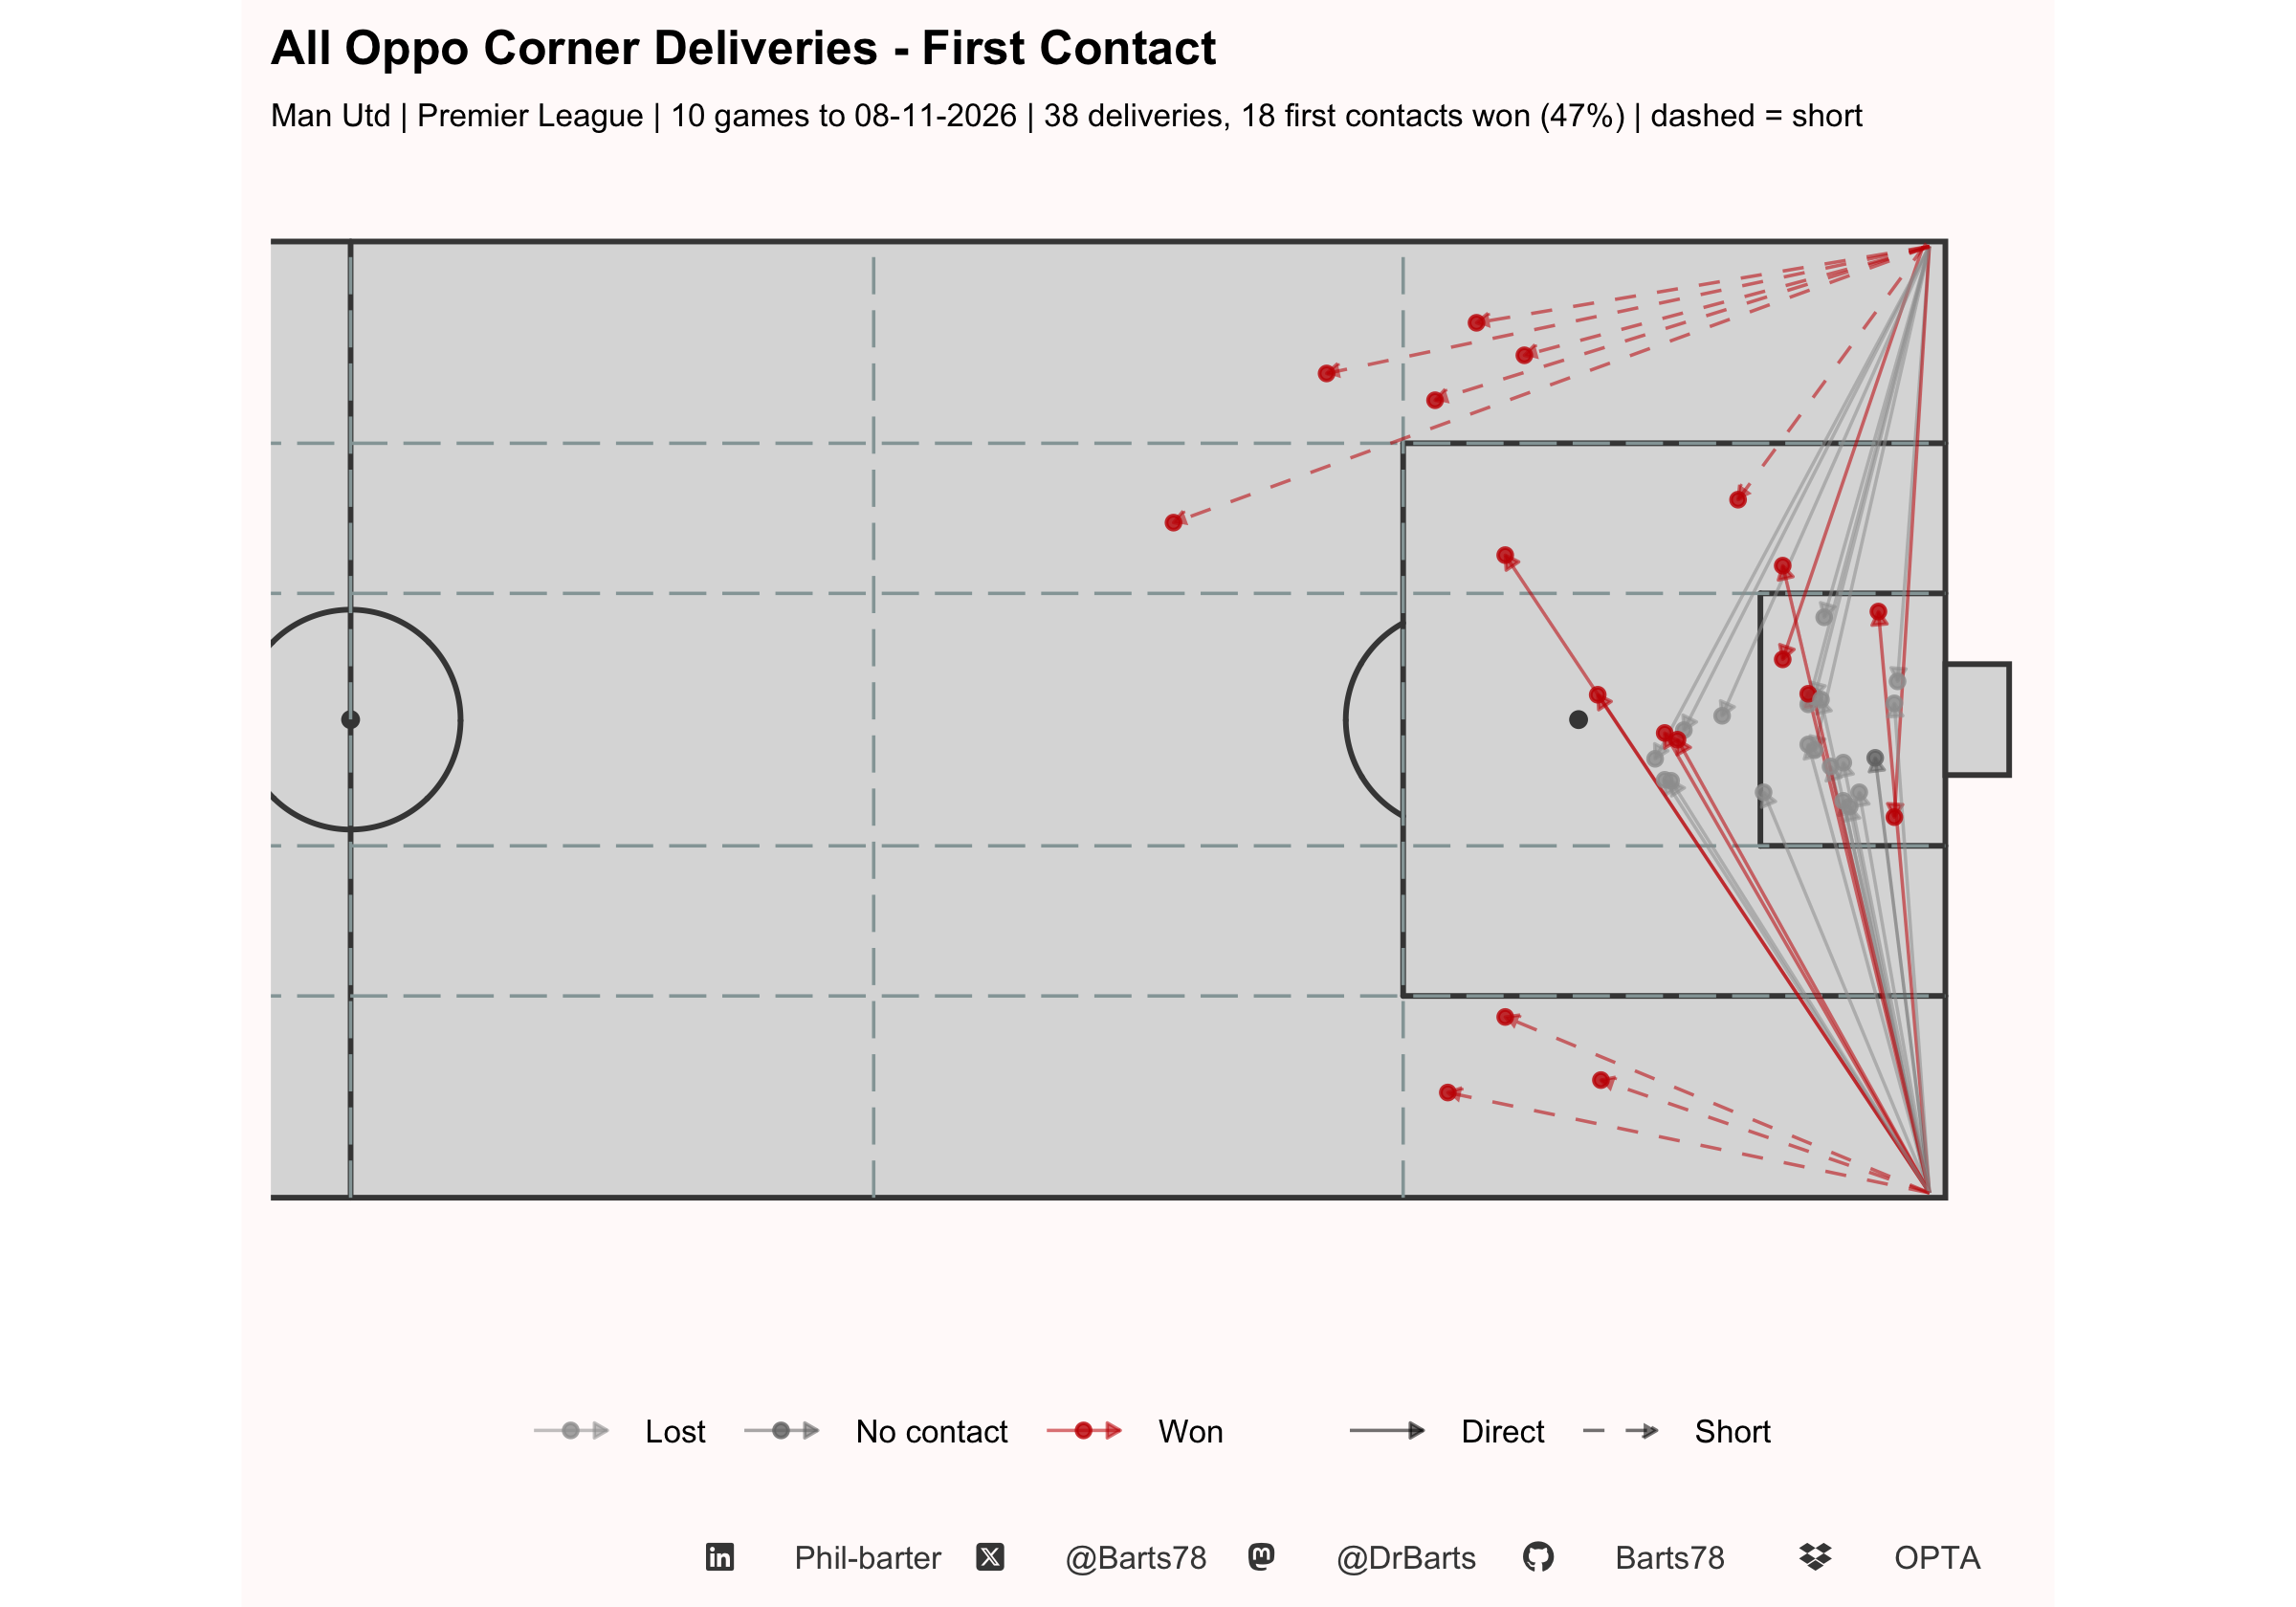 All Oppo Corner Deliveries - First Contact
Man Utd | Premier League | 10 games to 08-11-2026 | 38 deliveries, 18 first contacts won (47%) | dashed = short
Lost No contact Won Direct Short
Phil-barter @Barts78 @DrBarts Barts78 OPTA